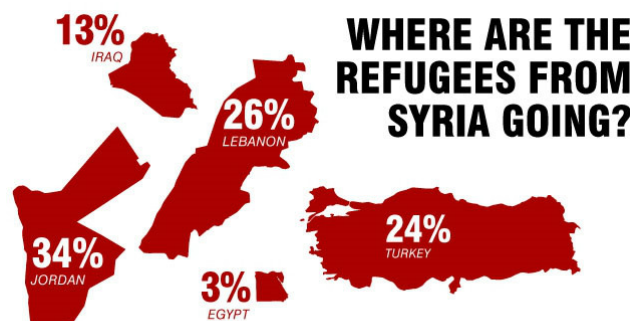 WHERE ARE THE
REFUGEES FROM
SYRIA GOING?
13%
IRAQ
26%
LEBANON
34%
JORDAN
3%
EGYPT
24%
TURKEY